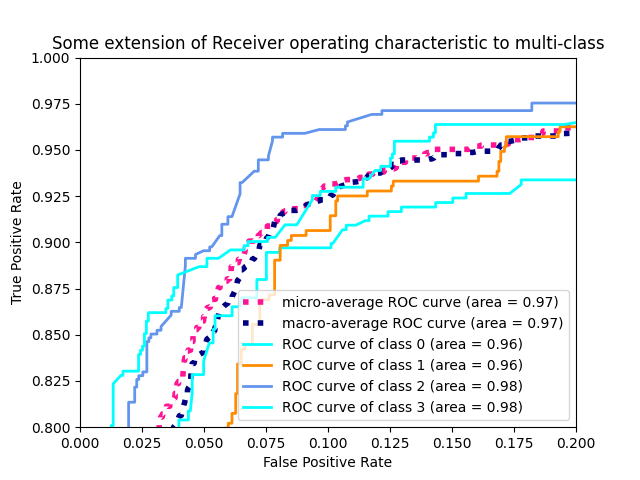 Some extension of Receiver operating characteristic to multi-class
1.000
0.975
0.950
0.925
0.900
0.875
0.850
0.825
0.800
True Positive Rate
micro-average ROC curve (area = 0.97)
macro-average ROC curve (area = 0.97)
ROC curve of class 0 (area = 0.96)
ROC curve of class 1 (area = 0.96)
ROC curve of class 2 (area = 0.98)
ROC curve of class 3 (area = 0.98)
0.000 0.025 0.050 0.075 0.100 0.125 0.150 0.175 0.200
False Positive Rate